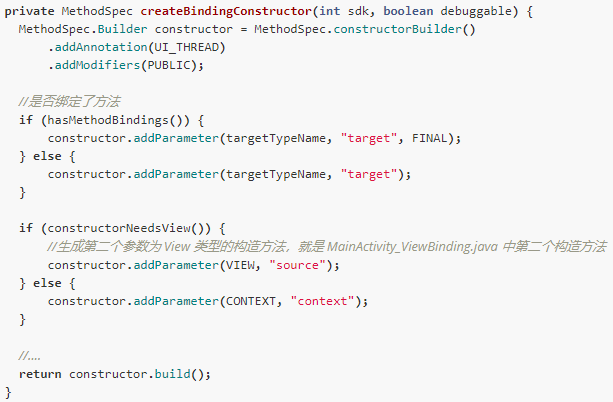 private MethodSpec createBindingConstructor(int sdk, boolean debuggable) {
  MethodSpec.Builder constructor = MethodSpec.constructorBuilder()
      .addAnnotation(UI_THREAD)
      .addModifiers(PUBLIC);

  //是否绑定了方法
  if (hasMethodBindings()) {
      constructor.addParameter(targetTypeName, "target", FINAL);
  } else {
      constructor.addParameter(targetTypeName, "target");
  }

  if (constructorNeedsView()) {
      //生成第二个参数为 View 类型的构造方法，就是 MainActivity_ViewBinding.java 中第二个构造方法
      constructor.addParameter(VIEW, "source");
  } else {
      constructor.addParameter(CONTEXT, "context");
  }

  //....
  return constructor.build();
}